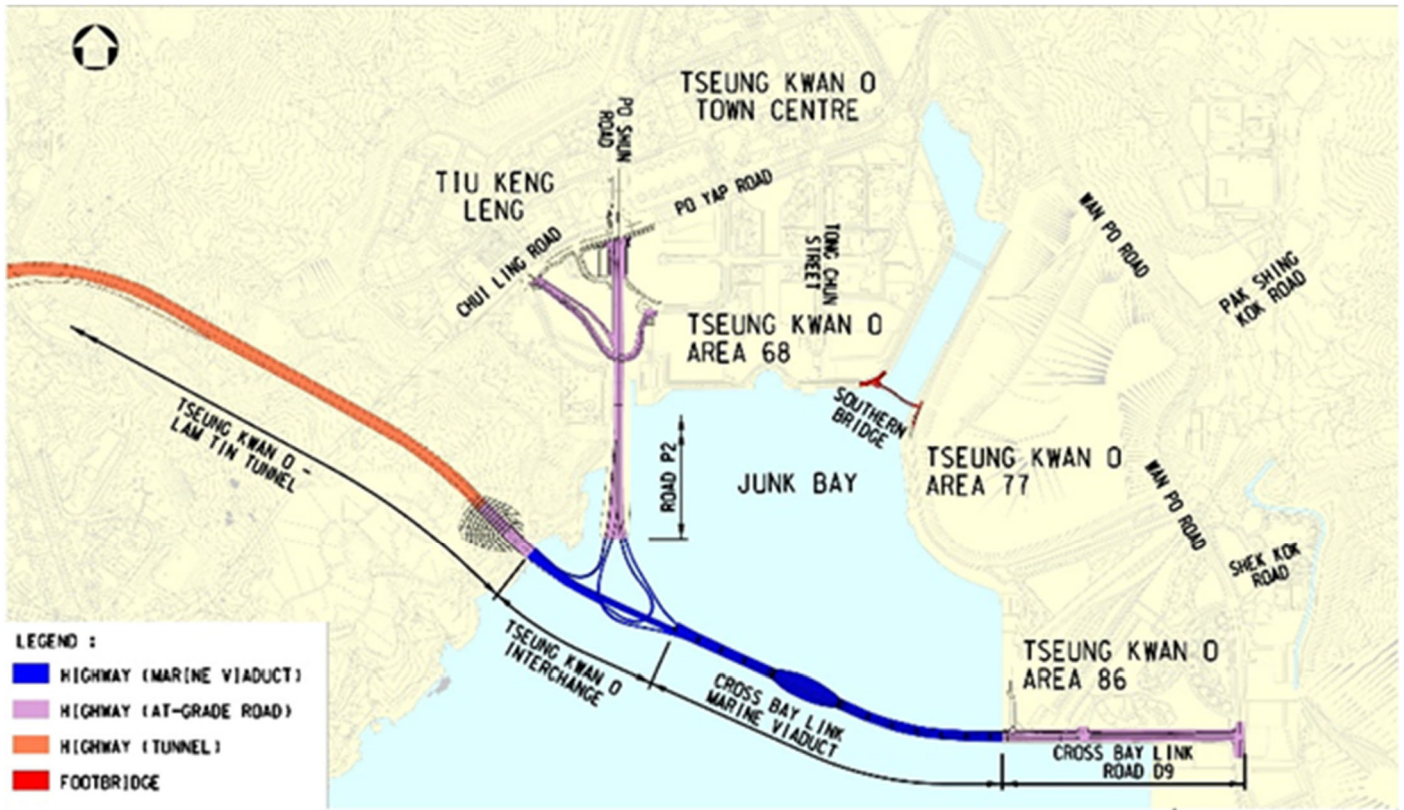 TSEUNG KWAN O
TOWN CENTRE
PO SHUN
ROAD
TIU KENG
LENG
PO YAP ROAD
CHUI LING ROAD
TONG CHUN
STREET
WAN PO ROAD
PAK SHING
KOK ROAD
TSEUNG KWAN O
AREA 68
SOUTHERN
BRIDGE
TSEUNG KWAN O -
LAM TIN TUNNEL
ROAD P2
JUNK BAY
TSEUNG KWAN O
AREA 77
WAN PO ROAD
SHEK KOK
ROAD
TSEUNG KWAN O
INTERCHANGE
CROSS BAY LINK
MARINE VIADUCT
TSEUNG KWAN O
AREA 86
CROSS BAY LINK
ROAD D9
LEGEND :
HIGHWAY (MARINE VIADUCT)
HIGHWAY (AT-GRADE ROAD)
HIGHWAY (TUNNEL)
FOOTBRIDGE